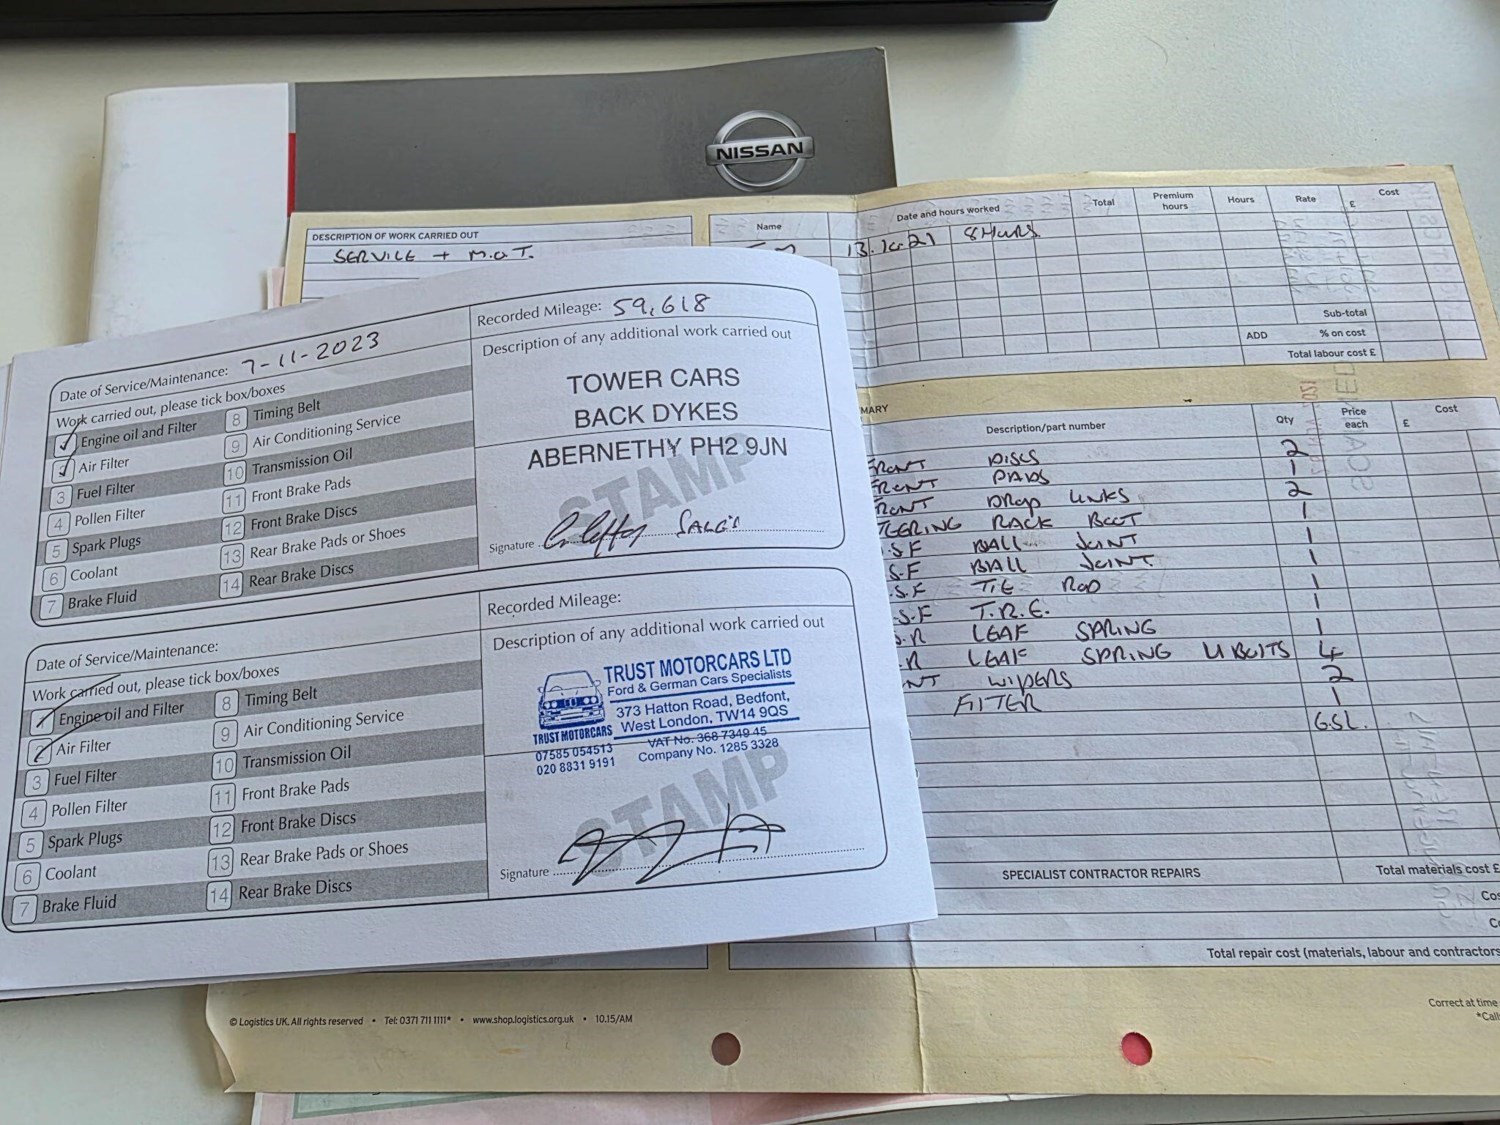 NISSAN
DESCRIPTION OF WORK CARRIED OUT
SERVICE + M.O.T.
Name
Date and hours worked
Total
Premium hours
Hours
Rate
£
Cost
8 HOURS
Sub-total
ADD % on cost
Total labour cost £
MARY
Description/part number
Qty
Price each
£
Cost
FRONT DISCS 2
FRONT PADS 1
FRONT DROP LINKS 2
TEERING RACK BOOT 1
.S.F BALL JOINT 1
.S.F BALL JOINT 1
.S.F TIE ROD 1
.S.F T.R.E. 1
.S.R LEAF SPRING 1
.R LEAF SPRING U BOLTS 4
NT WIPERS 2
FILTER 1
SPECIALIST CONTRACTOR REPAIRS
Total materials cost £
Total repair cost (materials, labour and contractors
Correct at time
© Logistics UK. All rights reserved • Tel: 0371 711 1111* • www.shop.logistics.org.uk • 10.15/AM
Date of Service/Maintenance: 7-11-2023
Work carried out, please tick box/boxes
Engine oil and Filter
Air Filter
3 Fuel Filter
4 Pollen Filter
5 Spark Plugs
6 Coolant
7 Brake Fluid
8 Timing Belt
9 Air Conditioning Service
10 Transmission Oil
11 Front Brake Pads
12 Front Brake Discs
13 Rear Brake Pads or Shoes
14 Rear Brake Discs
Recorded Mileage: 59,618
Description of any additional work carried out
TOWER CARS
BACK DYKES
ABERNETHY PH2 9JN
STAMP
Signature
Date of Service/Maintenance:
Work carried out, please tick box/boxes
Engine oil and Filter
2 Air Filter
3 Fuel Filter
4 Pollen Filter
5 Spark Plugs
6 Coolant
7 Brake Fluid
8 Timing Belt
9 Air Conditioning Service
10 Transmission Oil
11 Front Brake Pads
12 Front Brake Discs
13 Rear Brake Pads or Shoes
14 Rear Brake Discs
Recorded Mileage:
Description of any additional work carried out
TRUST MOTORCARS LTD
Ford & German Cars Specialists
373 Hatton Road, Bedfont,
West London, TW14 9QS
TRUST MOTORCARS
07585 054513
020 8831 9191
VAT No. 368 7349 45
Company No. 1285 3328
STAMP
Signature